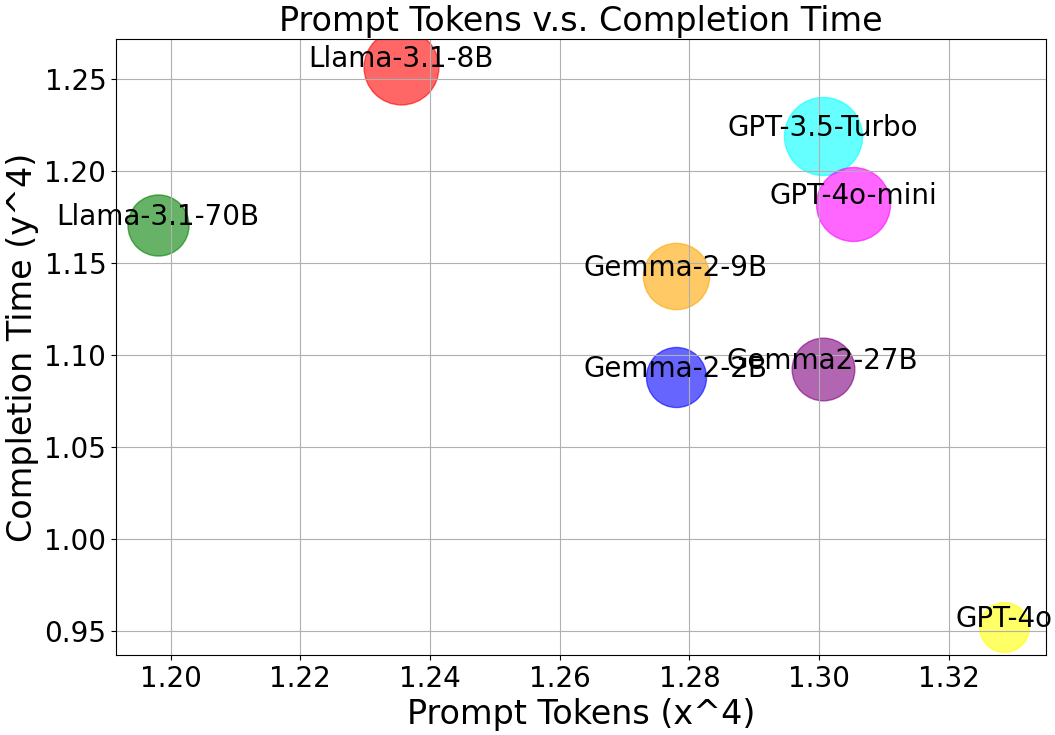 Prompt Tokens v.s. Completion Time
Completion Time (y^4)
1.25
1.20
1.15
1.10
1.05
1.00
0.95
Llama-3.1-8B
GPT-3.5-Turbo
GPT-4o-mini
Llama-3.1-70B
Gemma-2-9B
Gemma-2-2B
Gemma2-27B
GPT-4o
1.20 1.22 1.24 1.26 1.28 1.30 1.32
Prompt Tokens (x^4)